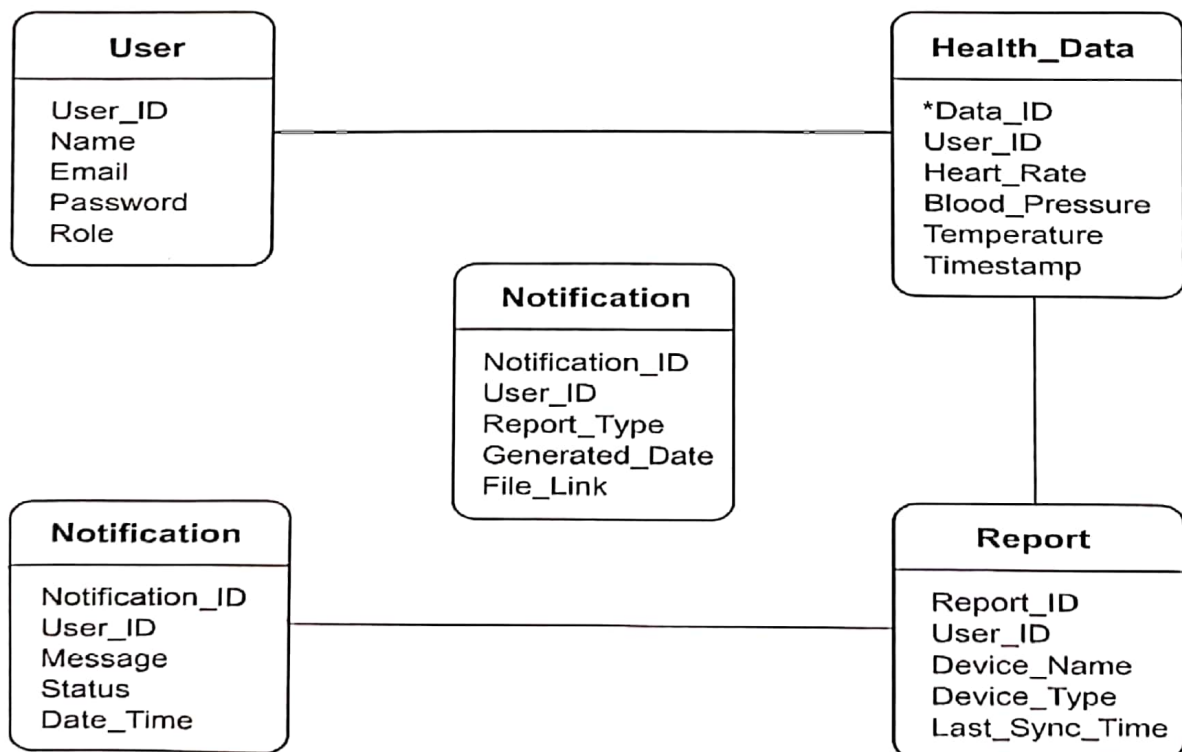 User
User_ID
Name
Email
Password
Role
Health_Data
*Data_ID
User_ID
Heart_Rate
Blood_Pressure
Temperature
Timestamp
Notification
Notification_ID
User_ID
Report_Type
Generated_Date
File_Link
Notification
Notification_ID
User_ID
Message
Status
Date_Time
Report
Report_ID
User_ID
Device_Name
Device_Type
Last_Sync_Time